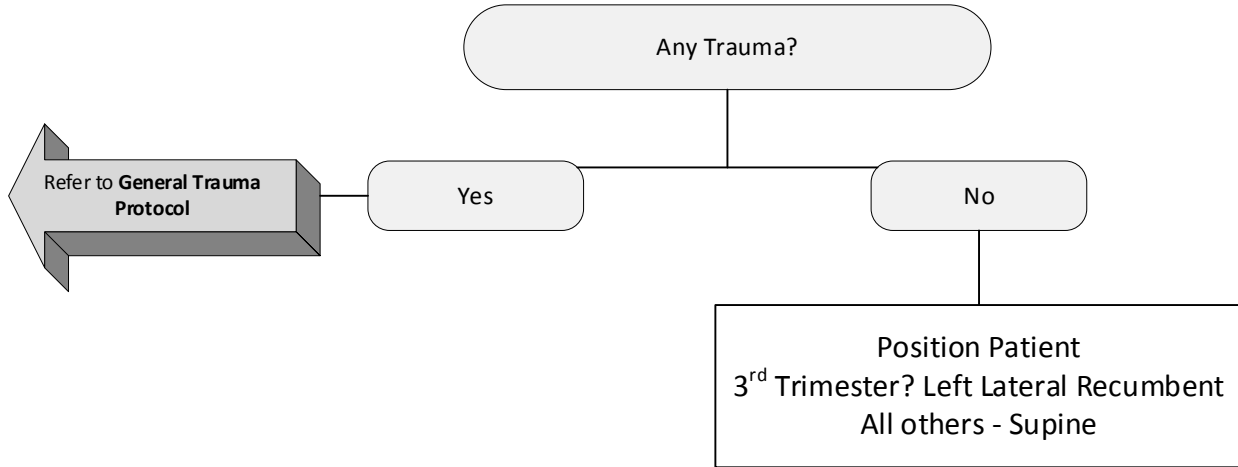 Any Trauma?
Refer to General Trauma
Protocol
Yes
No
Position Patient
3rd Trimester? Left Lateral Recumbent
All others - Supine